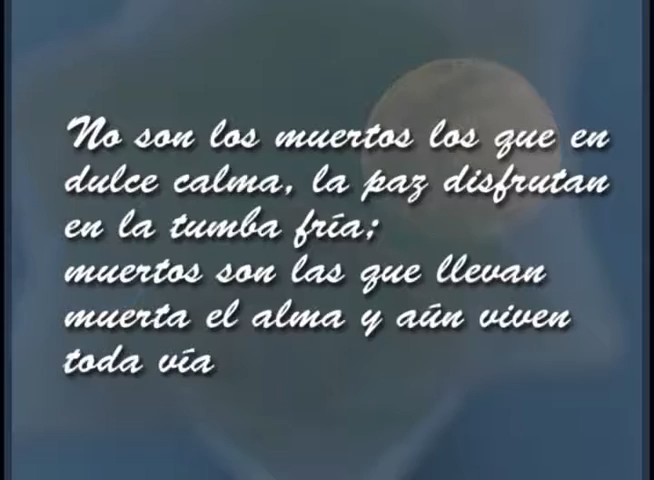 No son los muertos los que en
dulce calma, la paz disfrutan
en la tumba fría;
muertos son las que llevan
muerta el alma y aún viven
toda vía